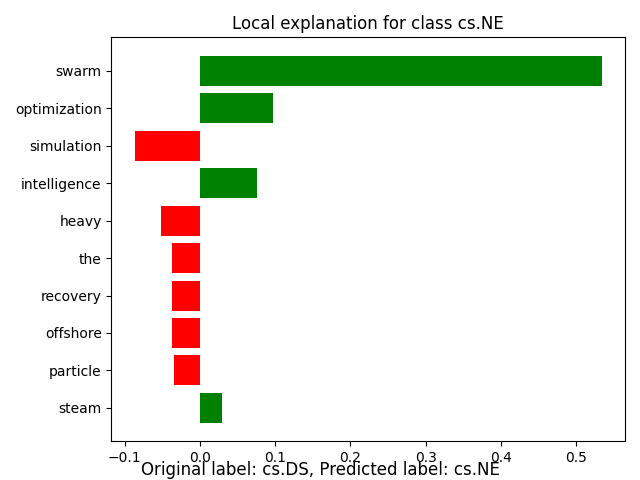 Local explanation for class cs.NE
swarm
optimization
simulation
intelligence
heavy
the
recovery
offshore
particle
steam
−0.1 0.0 0.1 0.2 0.3 0.4 0.5
Original label: cs.DS, Predicted label: cs.NE